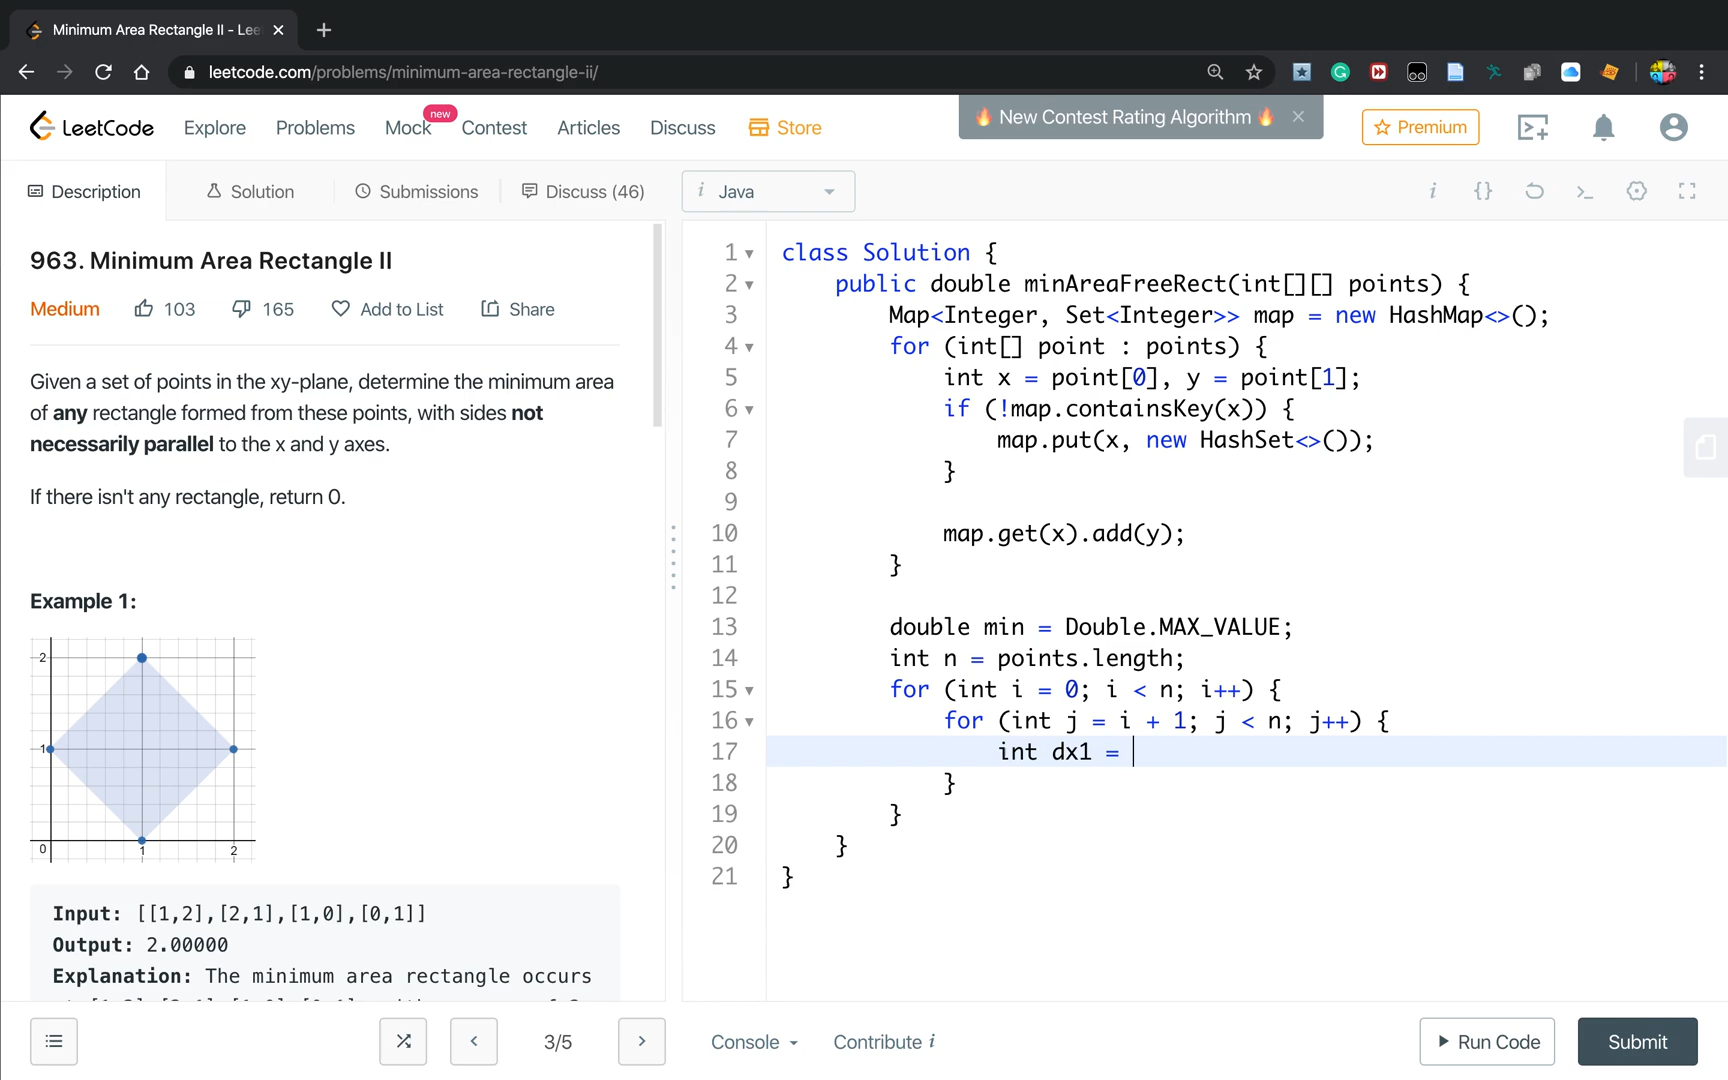 Minimum Area Rectangle II - Lee
leetcode.com/problems/minimum-area-rectangle-ii/
LeetCode
Explore
Problems
Mock
new
Contest
Articles
Discuss
Store
🔥 New Contest Rating Algorithm 🔥
Premium
Description
Solution
Submissions
Discuss (46)
i Java
963. Minimum Area Rectangle II
Medium
103
165
Add to List
Share
Given a set of points in the xy-plane, determine the minimum area
of any rectangle formed from these points, with sides not
necessarily parallel to the x and y axes.
If there isn't any rectangle, return 0.
Example 1:
2
1
0
1
2
Input: [[1,2],[2,1],[1,0],[0,1]]
Output: 2.00000
Explanation: The minimum area rectangle occurs
1 class Solution {
2 public double minAreaFreeRect(int[][] points) {
3 Map<Integer, Set<Integer>> map = new HashMap<>();
4 for (int[] point : points) {
5 int x = point[0], y = point[1];
6 if (!map.containsKey(x)) {
7 map.put(x, new HashSet<>());
8 }
9
10 map.get(x).add(y);
11 }
12
13 double min = Double.MAX_VALUE;
14 int n = points.length;
15 for (int i = 0; i < n; i++) {
16 for (int j = i + 1; j < n; j++) {
17 int dx1 =
18 }
19 }
20 }
21 }
3/5
Console
Contribute i
Run Code
Submit